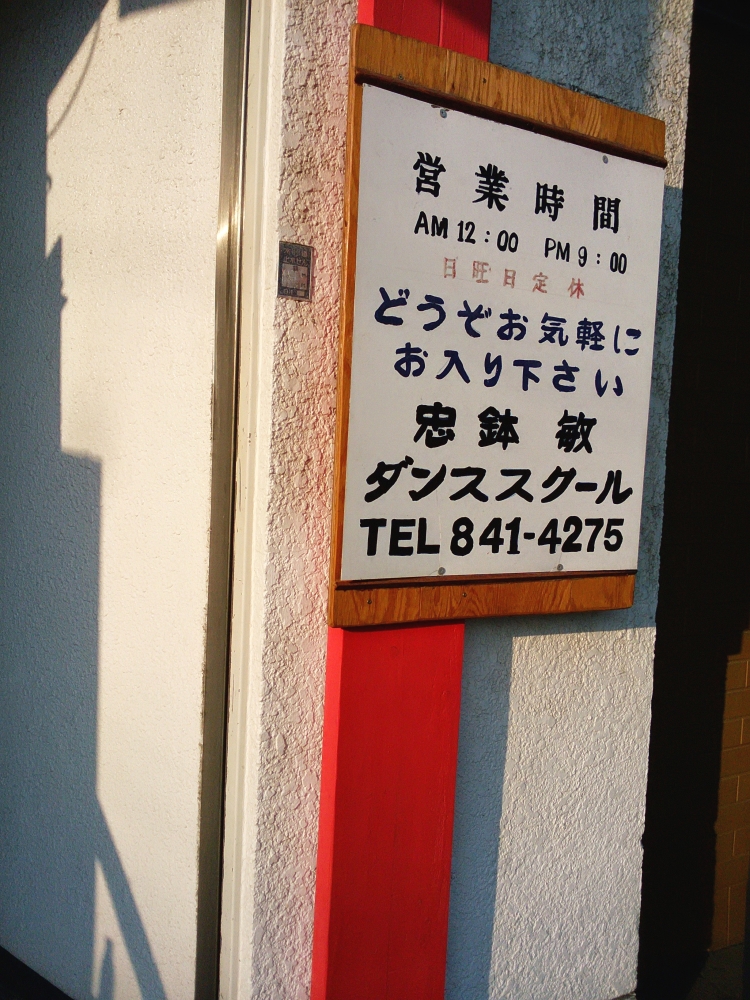 営業時間
AM 12:00 PM 9:00
日旺日定休
どうぞお気軽に
お入り下さい
忠鉢 敏
ダンススクール
TEL 841-4275